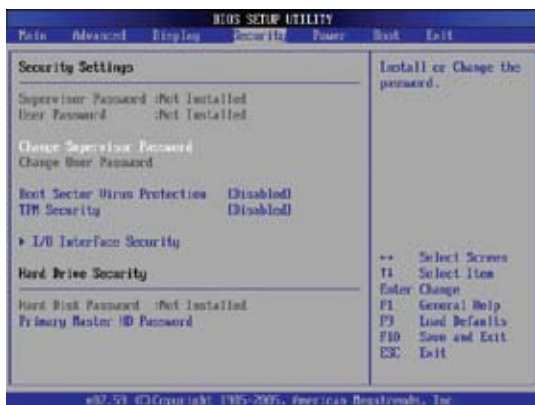 BIOS SETUP UTILITY
Main Advanced Display Security Power Boot Exit
Security Settings
Supervisor Password :Not Installed
User Password :Not Installed
Change Supervisor Password
Change User Password
Boot Sector Virus Protection [Disabled]
TPM Security [Disabled]
▸ I/O Interface Security
Hard Drive Security
Hard Disk Password :Not Installed
Primary Master HD Password
Install or Change the
password.
↔ Select Screen
↑↓ Select Item
Enter Change
F1 General Help
F9 Load Defaults
F10 Save and Exit
ESC Exit
v02.59 (C)Copyright 1985-2005, American Megatrends, Inc